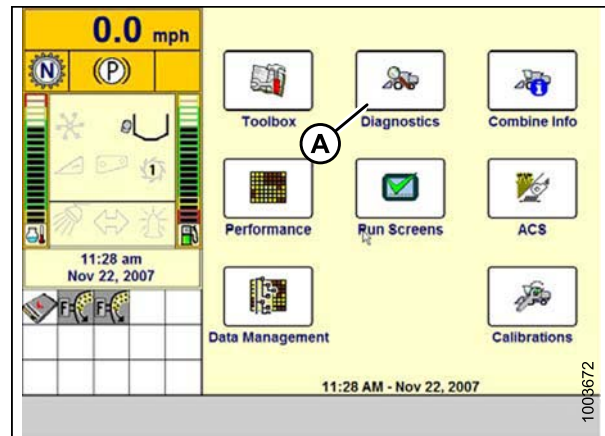 0.0 mph
N
(P)
1
11:28 am
Nov 22, 2007
F
F
Toolbox
Diagnostics
Combine Info
A
Performance
Run Screens
ACS
Data Management
Calibrations
11:28 AM - Nov 22, 2007
1003672